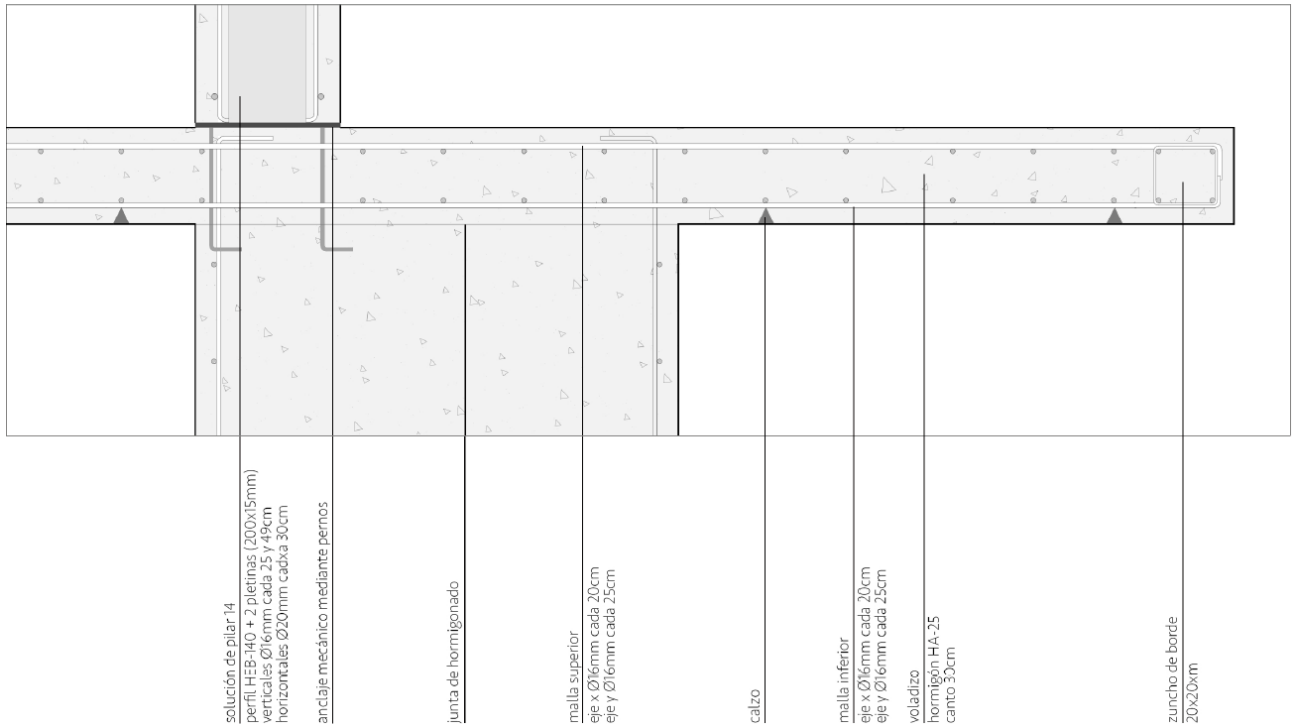 solución de pilar 14
perfil HEB-140 + 2 pletinas (200x15mm)
verticales Ø16mm cada 25 y 49cm
horizontales Ø20mm cadxa 30cm
anclaje mecánico mediante pernos
junta de hormigonado
malla superior
eje x Ø16mm cada 20cm
eje y Ø16mm cada 25cm
calzo
malla inferior
eje x Ø16mm cada 20cm
eje y Ø16mm cada 25cm
voladizo
hormigón HA-25
canto 30cm
zuncho de borde
20x20xm